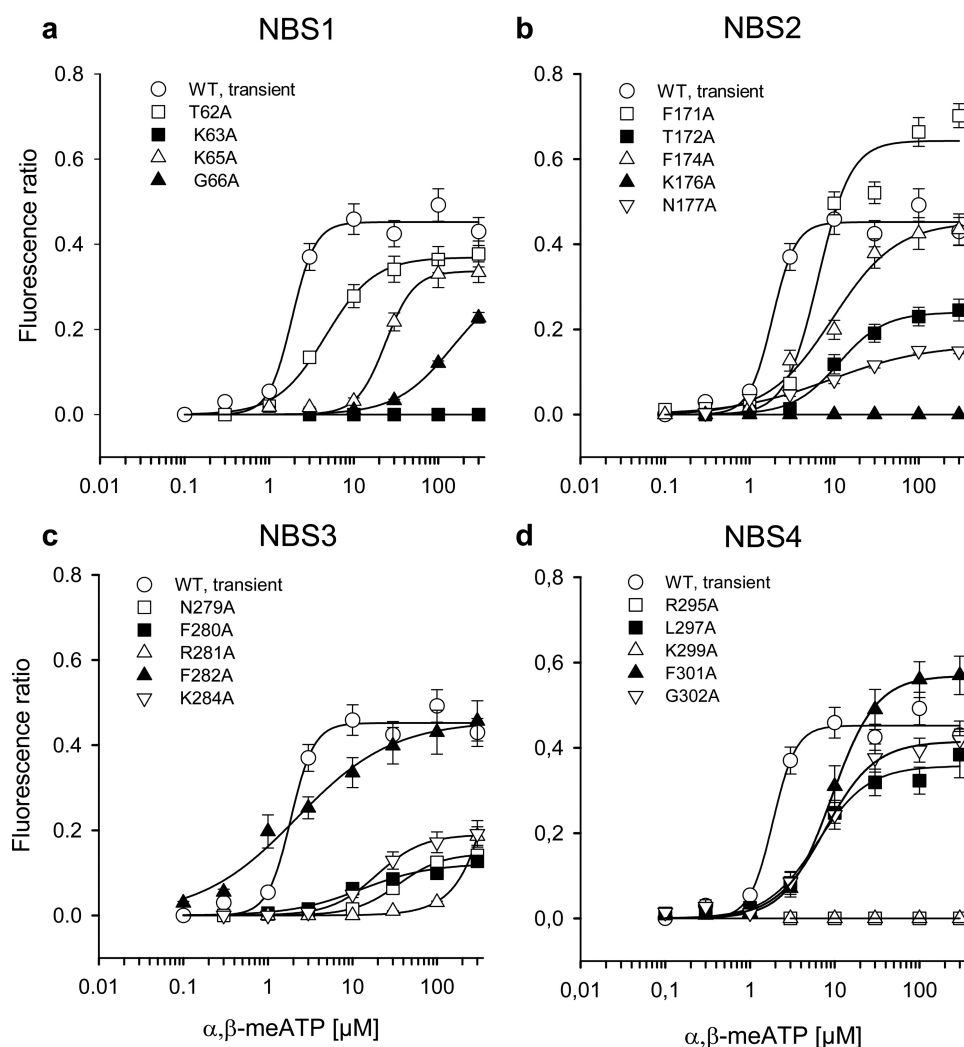 a
NBS1
0.8
0.6
0.4
0.2
0.0
Fluorescence ratio
WT, transient
T62A
K63A
K65A
G66A
0.01
0.1
1
10
100
b
NBS2
0.8
0.6
0.4
0.2
0.0
WT, transient
F171A
T172A
F174A
K176A
N177A
0.01
0.1
1
10
100
c
NBS3
0.8
0.6
0.4
0.2
0.0
Fluorescence ratio
WT, transient
N279A
F280A
R281A
F282A
K284A
0.01
0.1
1
10
100
α,β-meATP [µM]
d
NBS4
0,8
0,6
0,4
0,2
0,0
WT, transient
R295A
L297A
K299A
F301A
G302A
0,01
0,1
1
10
100
α,β-meATP [µM]